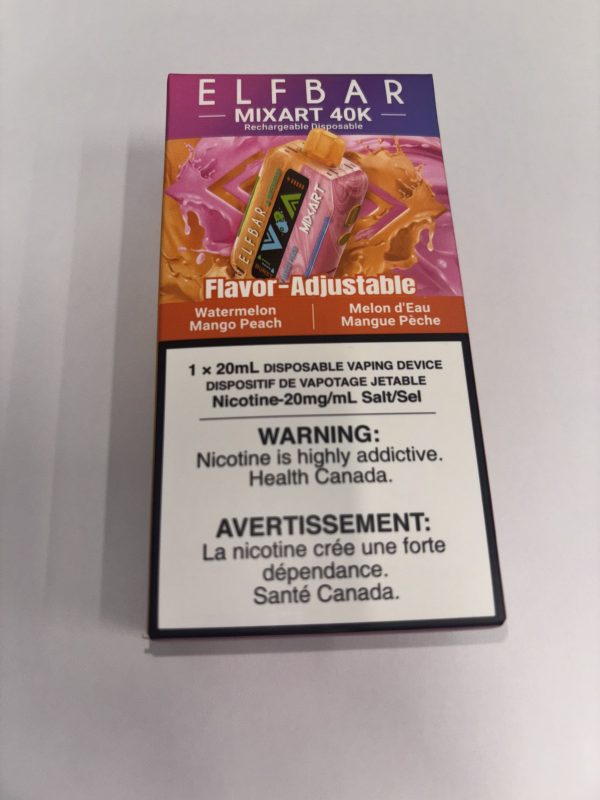 ELFBAR
MIXART 40K
Rechargeable Disposable
ELFBAR
MIXART
Flavor-Adjustable
Watermelon
Mango Peach
Melon d'Eau
Mangue Pèche
1 × 20mL DISPOSABLE VAPING DEVICE
DISPOSITIF DE VAPOTAGE JETABLE
Nicotine-20mg/mL Salt/Sel
WARNING:
Nicotine is highly addictive.
Health Canada.
AVERTISSEMENT:
La nicotine crée une forte
dépendance.
Santé Canada.